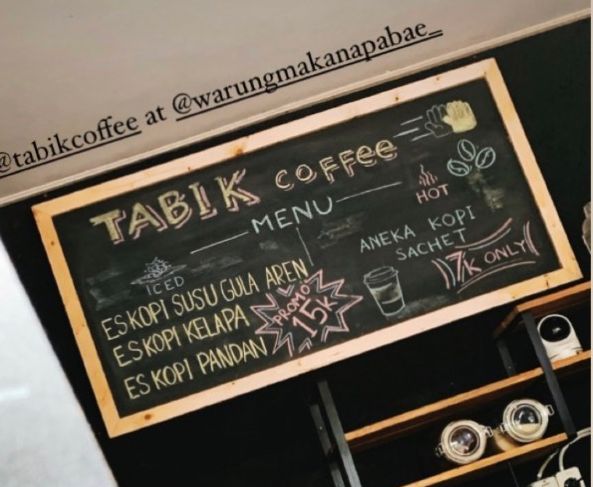 @tabikcoffee at @warungmakanapabae_
TABIK COFFEE
MENU
HOT
ANEKA KOPI
SACHET
7K ONLY
ICED
ES KOPI SUSU GULA AREN
ES KOPI KELAPA
ES KOPI PANDAN
PROMO
15K